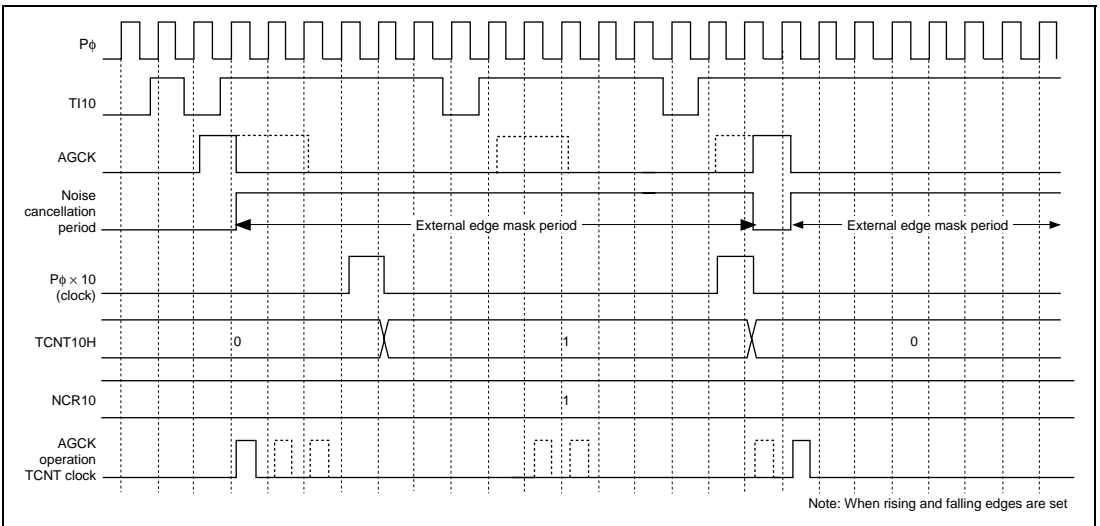 Pφ
TI10
AGCK
Noise
cancellation
period
External edge mask period
External edge mask period
Pφ × 10
(clock)
TCNT10H
0
1
0
NCR10
1
AGCK
operation
TCNT clock
Note: When rising and falling edges are set